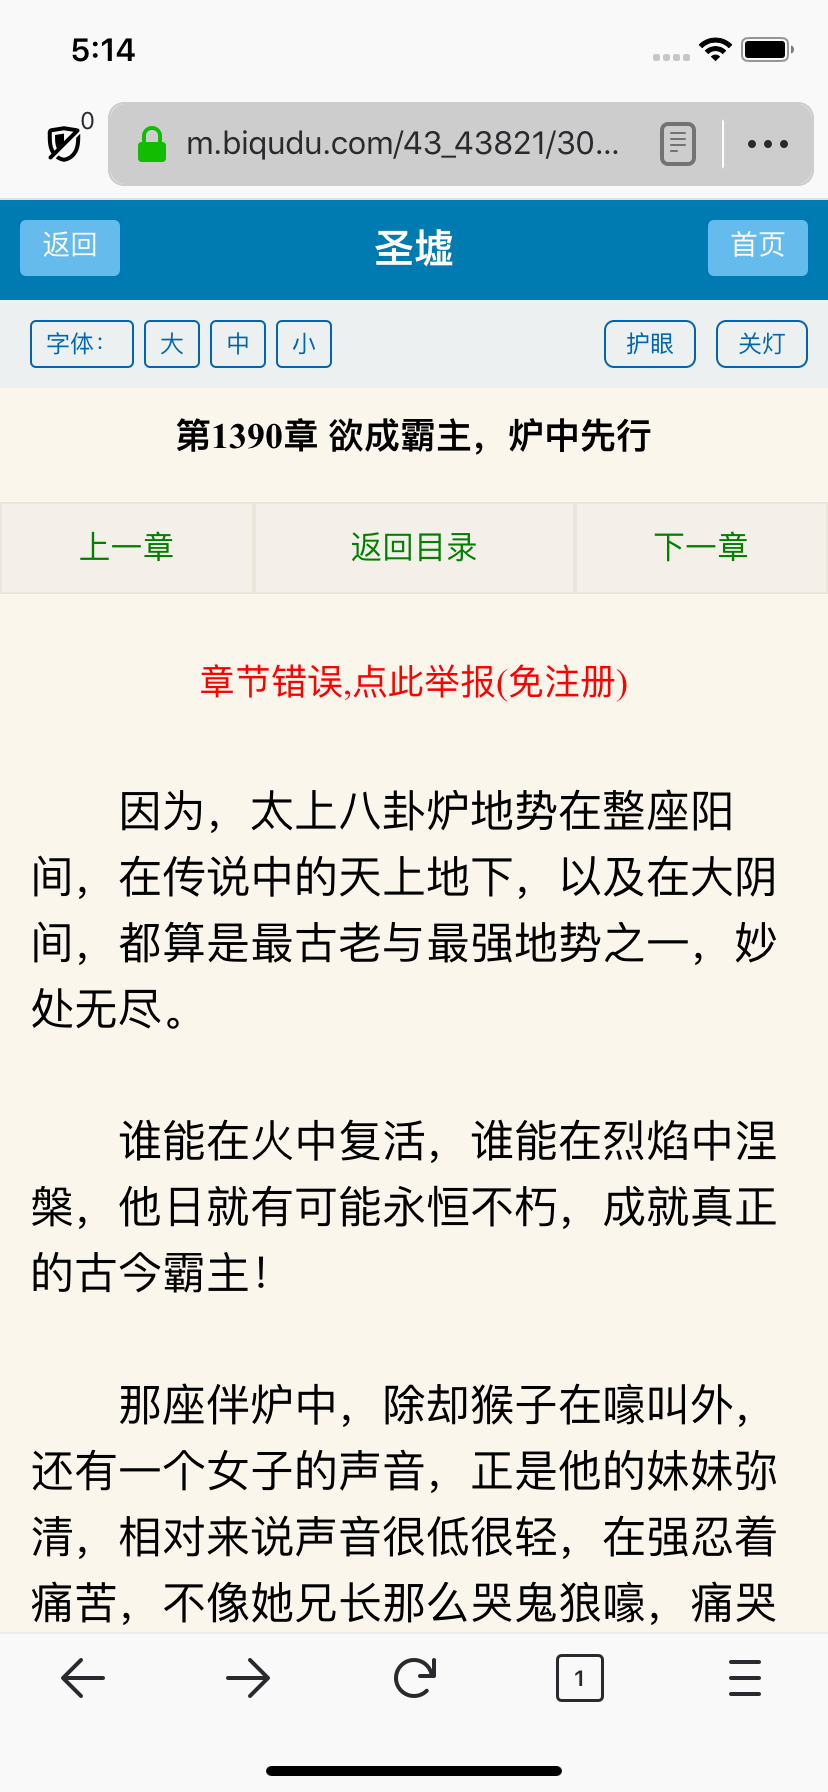 5:14
0
m.biqudu.com/43_43821/30...
返回
圣墟
首页
字体：
大
中
小
护眼
关灯
第1390章 欲成霸主，炉中先行
上一章
返回目录
下一章
章节错误,点此举报(免注册)
因为，太上八卦炉地势在整座阳
间，在传说中的天上地下，以及在大阴
间，都算是最古老与最强地势之一，妙
处无尽。
谁能在火中复活，谁能在烈焰中涅
槃，他日就有可能永恒不朽，成就真正
的古今霸主！
那座伴炉中，除却猴子在嚎叫外，
还有一个女子的声音，正是他的妹妹弥
清，相对来说声音很低很轻，在强忍着
痛苦，不像她兄长那么哭鬼狼嚎，痛哭
1